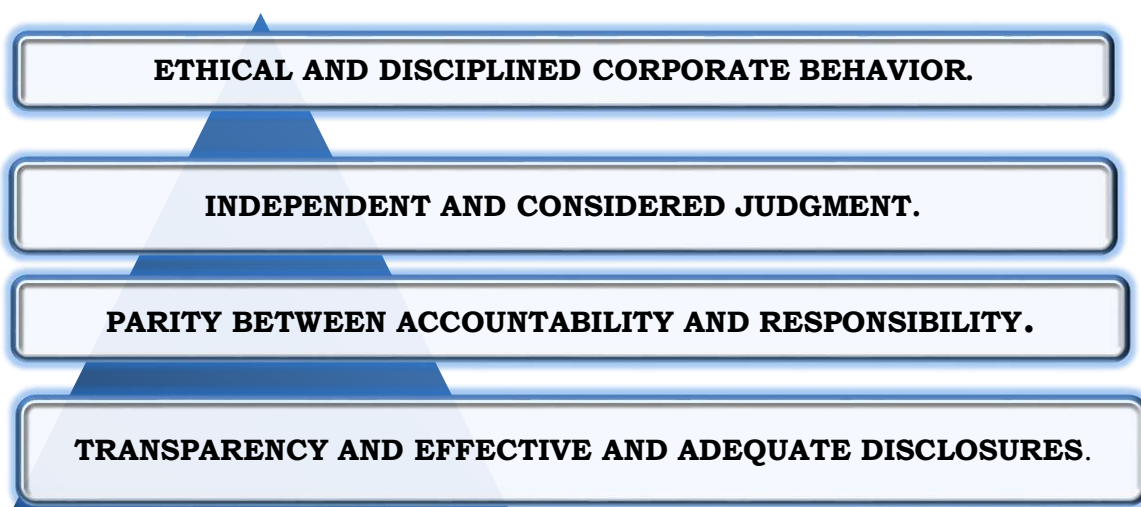 ETHICAL AND DISCIPLINED CORPORATE BEHAVIOR.
INDEPENDENT AND CONSIDERED JUDGMENT.
PARITY BETWEEN ACCOUNTABILITY AND RESPONSIBILITY.
TRANSPARENCY AND EFFECTIVE AND ADEQUATE DISCLOSURES.